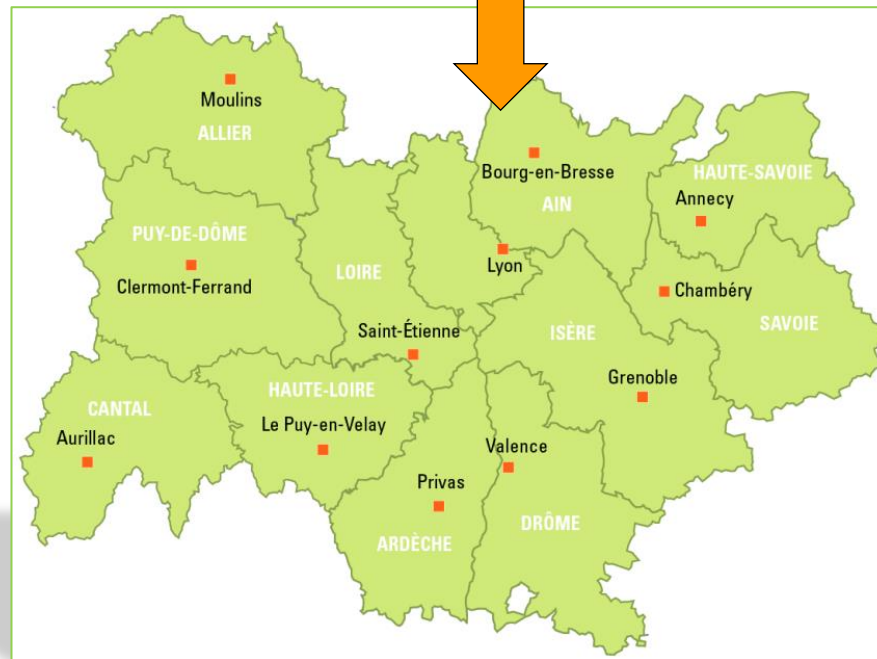 Moulins
ALLIER
Bourg-en-Bresse
AIN
HAUTE-SAVOIE
Annecy
PUY-DE-DÔME
Clermont-Ferrand
LOIRE
Lyon
Chambéry
SAVOIE
Saint-Étienne
ISÈRE
Grenoble
HAUTE-LOIRE
Le Puy-en-Velay
CANTAL
Aurillac
Valence
Privas
DRÔME
ARDÈCHE